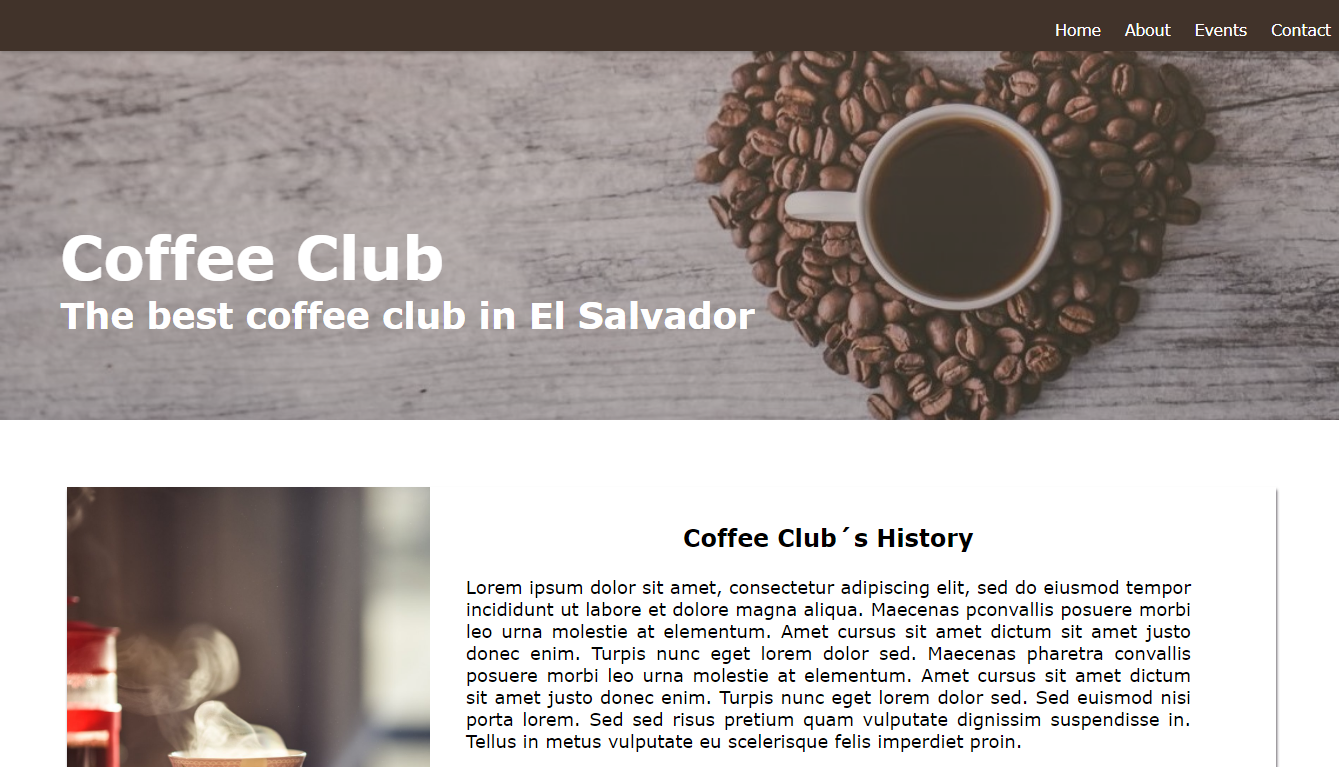 Home About Events Contact
Coffee Club
The best coffee club in El Salvador
Coffee Club´s History
Lorem ipsum dolor sit amet, consectetur adipiscing elit, sed do eiusmod tempor
incididunt ut labore et dolore magna aliqua. Maecenas pconvallis posuere morbi
leo urna molestie at elementum. Amet cursus sit amet dictum sit amet justo
donec enim. Turpis nunc eget lorem dolor sed. Maecenas pharetra convallis
posuere morbi leo urna molestie at elementum. Amet cursus sit amet dictum
sit amet justo donec enim. Turpis nunc eget lorem dolor sed. Sed euismod nisi
porta lorem. Sed sed risus pretium quam vulputate dignissim suspendisse in.
Tellus in metus vulputate eu scelerisque felis imperdiet proin.